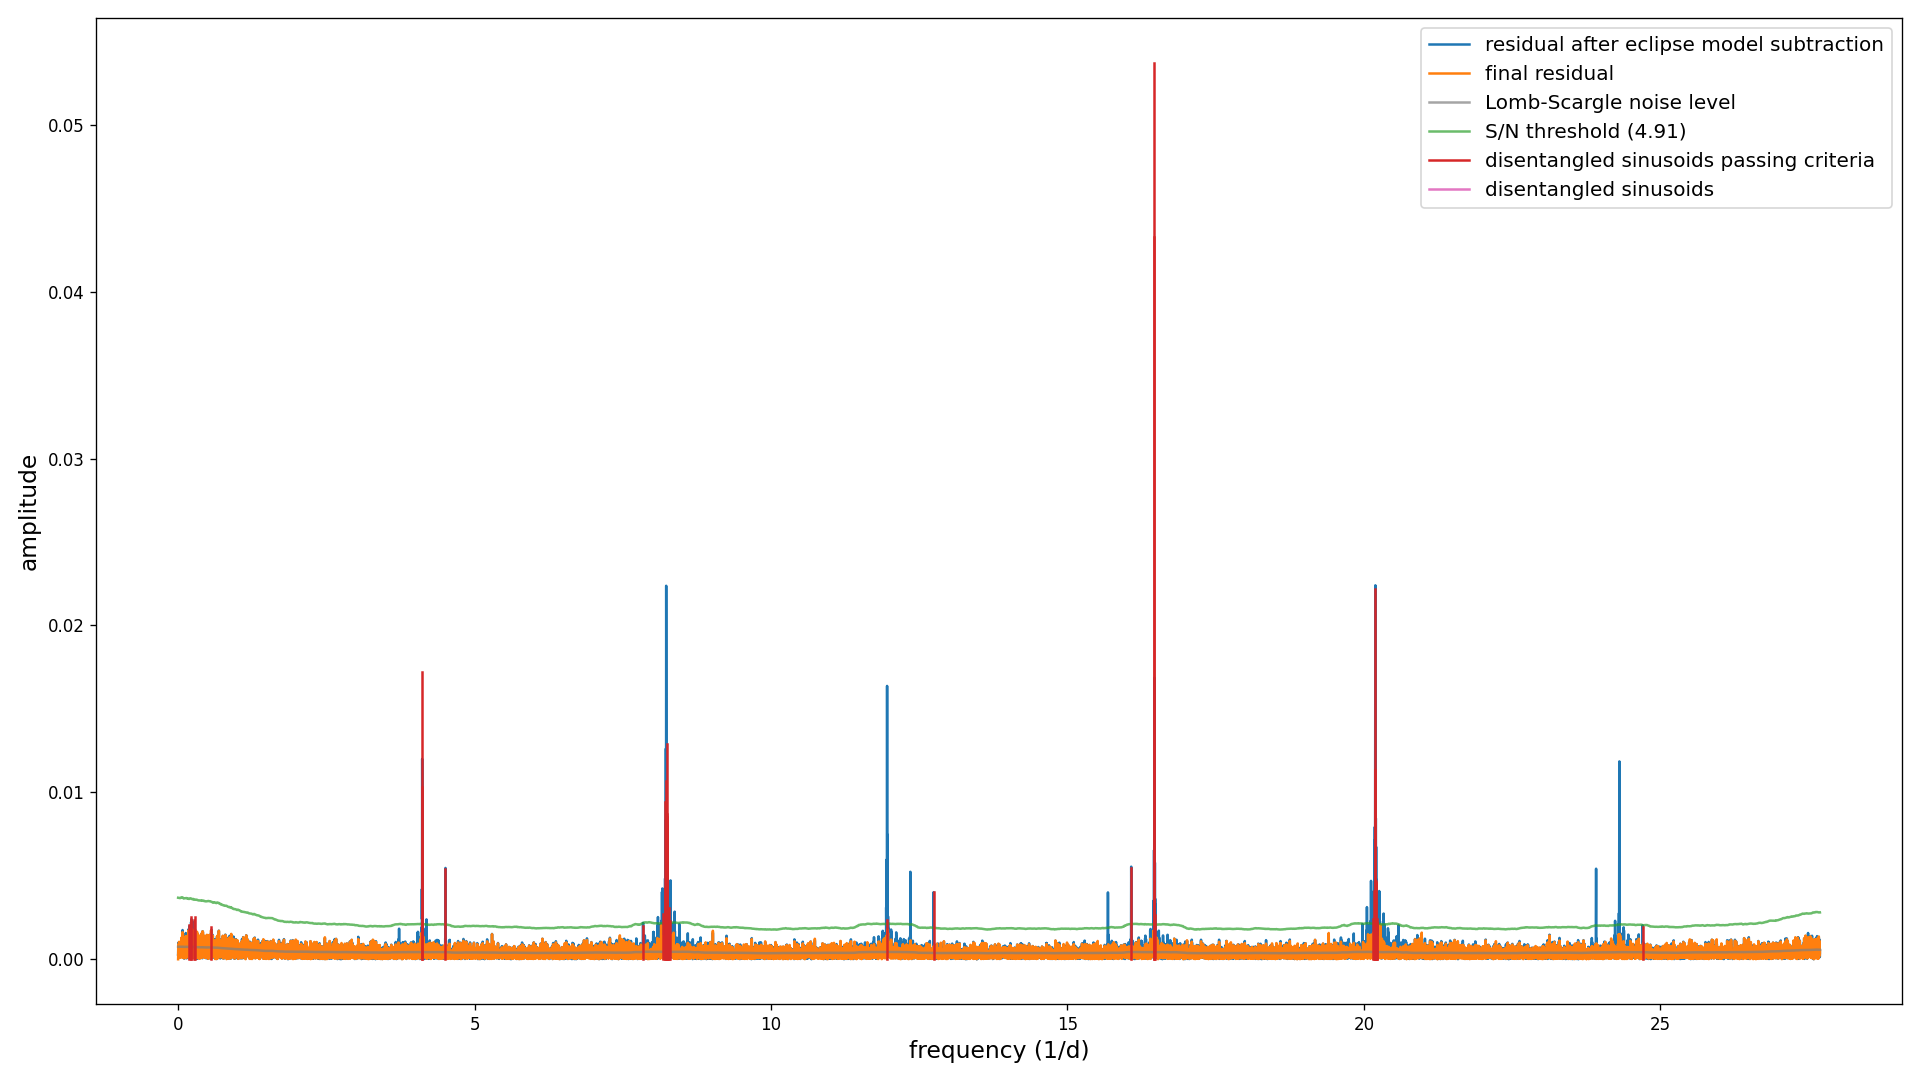 residual after eclipse model subtraction
final residual
Lomb-Scargle noise level
S/N threshold (4.91)
disentangled sinusoids passing criteria
disentangled sinusoids
amplitude
0.05
0.04
0.03
0.02
0.01
0.00
0 5 10 15 20 25
frequency (1/d)